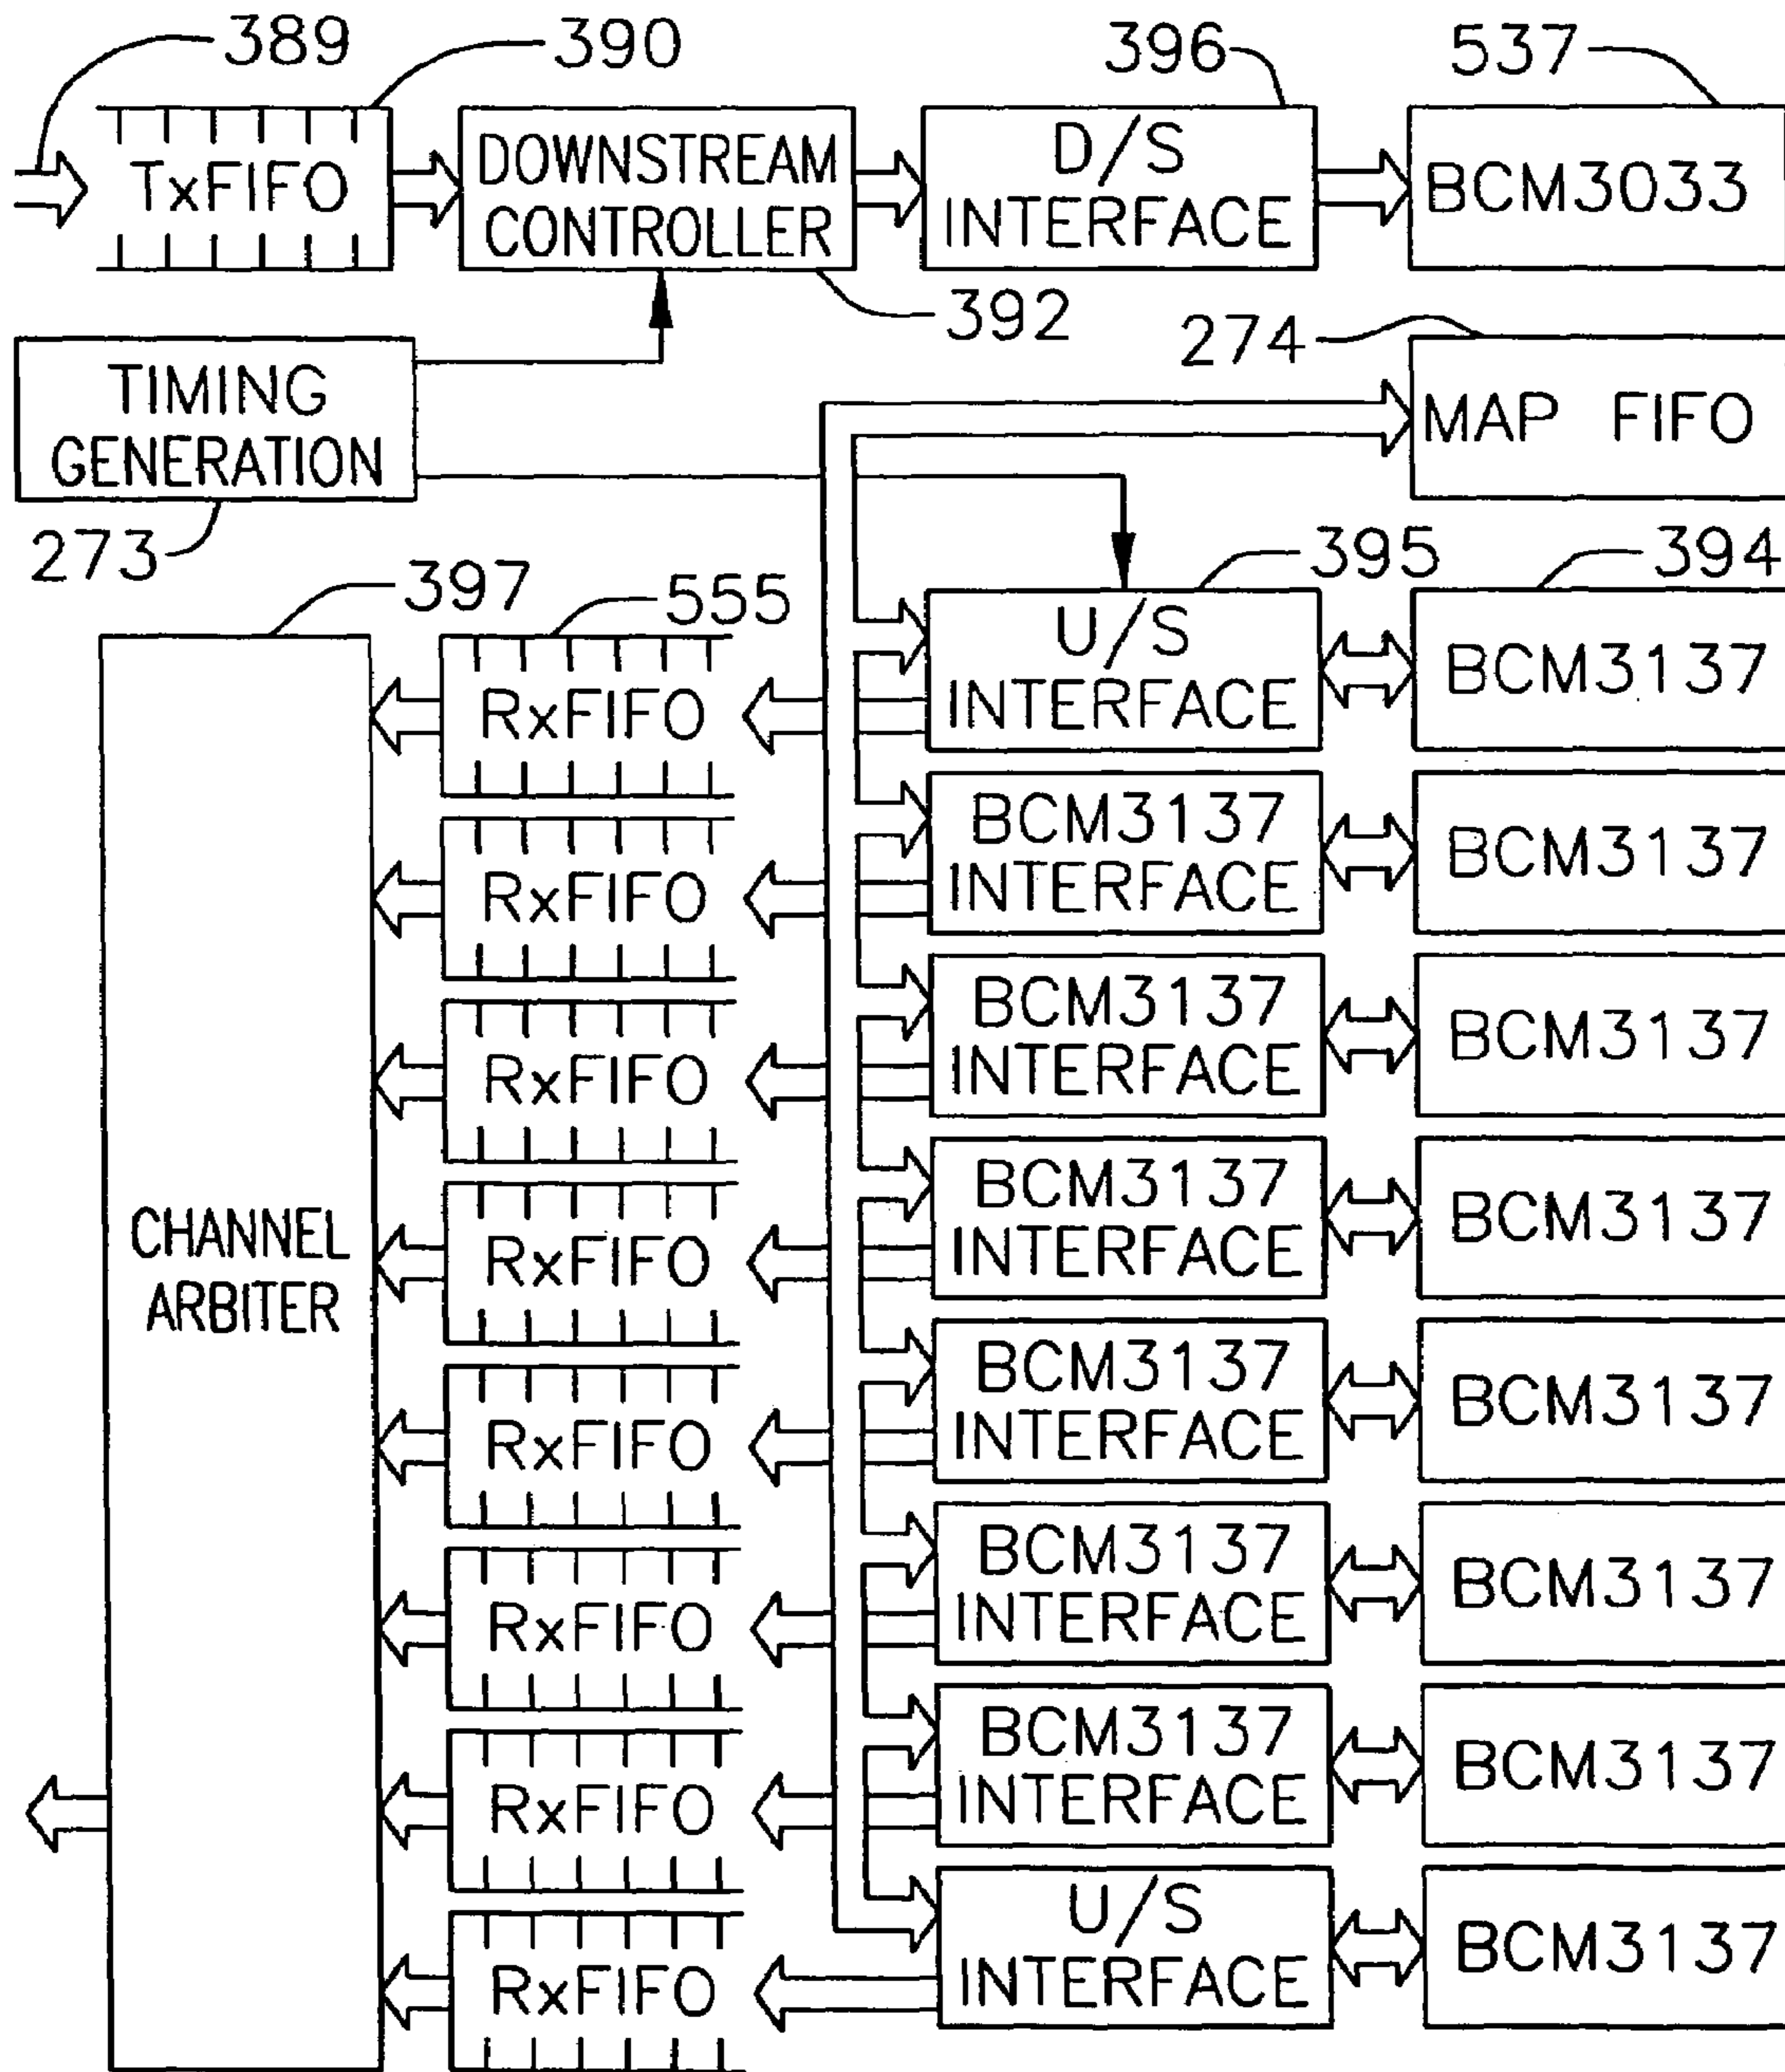 389
390
396
537
TxFIFO
DOWNSTREAM
CONTROLLER
D/S
INTERFACE
BCM3033
392
274
TIMING
GENERATION
MAP FIFO
273
397
555
395
394
RxFIFO
U/S
INTERFACE
BCM3137
RxFIFO
BCM3137
INTERFACE
BCM3137
RxFIFO
BCM3137
INTERFACE
BCM3137
CHANNEL
ARBITER
RxFIFO
BCM3137
INTERFACE
BCM3137
RxFIFO
BCM3137
INTERFACE
BCM3137
RxFIFO
BCM3137
INTERFACE
BCM3137
RxFIFO
BCM3137
INTERFACE
BCM3137
RxFIFO
U/S
INTERFACE
BCM3137